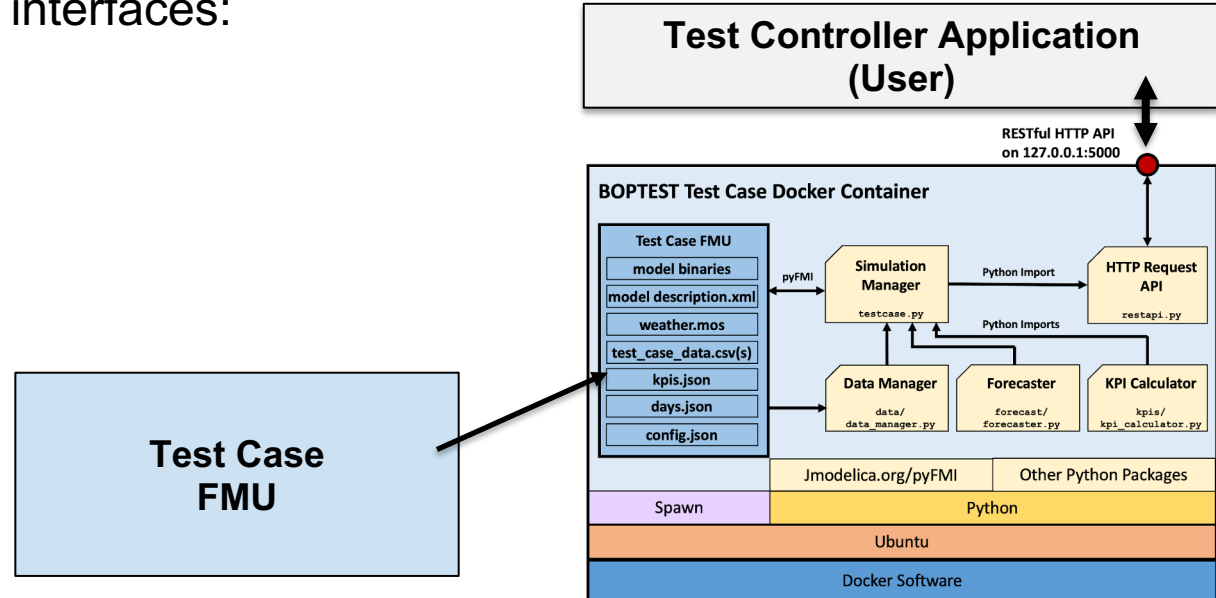 interfaces:
Test Controller Application
(User)
RESTful HTTP API
on 127.0.0.1:5000
BOPTEST Test Case Docker Container
Test Case FMU
model binaries
model description.xml
weather.mos
test_case_data.csv(s)
kpis.json
days.json
config.json
pyFMI
Simulation
Manager
testcase.py
Python Import
HTTP Request
API
restapi.py
Python Imports
Data Manager
data/
data_manager.py
Forecaster
forecast/
forecaster.py
KPI Calculator
kpis/
kpi_calculator.py
Test Case
FMU
Jmodelica.org/pyFMI
Other Python Packages
Spawn
Python
Ubuntu
Docker Software